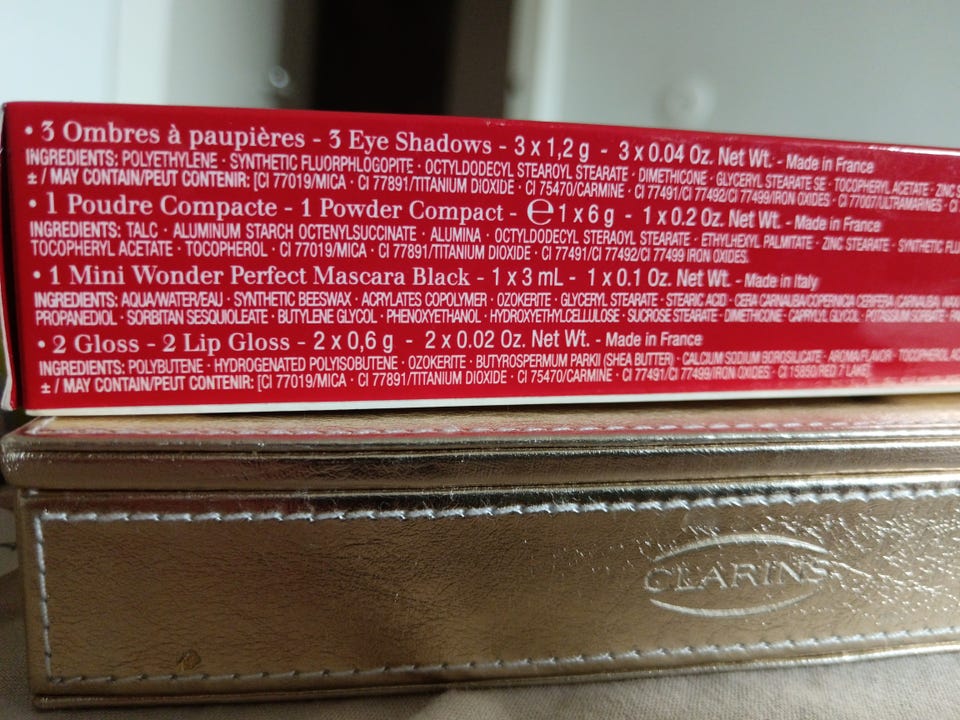 • 3 Ombres à paupières - 3 Eye Shadows - 3 x 1,2 g - 3 x 0.04 Oz. Net Wt. - Made in France
INGREDIENTS: POLYETHYLENE · SYNTHETIC FLUORPHLOGOPITE · OCTYLDODECYL STEAROYL STEARATE · DIMETHICONE · GLYCERYL STEARATE SE · TOCOPHERYL ACETATE · ZINC S
± / MAY CONTAIN/PEUT CONTENIR: [CI 77019/MICA · CI 77891/TITANIUM DIOXIDE · CI 75470/CARMINE · CI 77491/CI 77492/CI 77499/IRON OXIDES · CI 77007/ULTRAMARINES · CI
• 1 Poudre Compacte - 1 Powder Compact - ℮ 1 x 6 g - 1 x 0.2 Oz. Net Wt. - Made in France
INGREDIENTS: TALC · ALUMINUM STARCH OCTENYLSUCCINATE · ALUMINA · OCTYLDODECYL STERAOYL STEARATE · ETHYLHEXYL PALMITATE · ZINC STEARATE · SYNTHETIC FLU
TOCOPHERYL ACETATE · TOCOPHEROL · CI 77019/MICA · CI 77891/TITANIUM DIOXIDE · CI 77491/CI 77492/CI 77499 IRON OXIDES.
• 1 Mini Wonder Perfect Mascara Black - 1 x 3 mL - 1 x 0.1 Oz. Net Wt. - Made in Italy
INGREDIENTS: AQUA/WATER/EAU · SYNTHETIC BEESWAX · ACRYLATES COPOLYMER · OZOKERITE · GLYCERYL STEARATE · STEARIC ACID · CERA CARNAUBA/COPERNICA CERIFERA (CARNAUBA) WA
PROPANEDIOL · SORBITAN SESQUIOLEATE · BUTYLENE GLYCOL · PHENOXYETHANOL · HYDROXYETHYLCELLULOSE · SUCROSE STEARATE · DIMETHICONE · CAPRYLYL GLYCOL · POTASSIUM SORBATE · PA
• 2 Gloss - 2 Lip Gloss - 2 x 0,6 g - 2 x 0.02 Oz. Net Wt. - Made in France
INGREDIENTS: POLYBUTENE · HYDROGENATED POLYISOBUTENE · OZOKERITE · BUTYROSPERMUM PARKII (SHEA BUTTER) · CALCIUM SODIUM BOROSILICATE · AROMA/FLAVOR · TOCOPHEROL AC
± / MAY CONTAIN/PEUT CONTENIR: [CI 77019/MICA · CI 77891/TITANIUM DIOXIDE · CI 75470/CARMINE · CI 77491/CI 77499/IRON OXIDES · CI 15850/RED 7 LAKE]
CLARINS